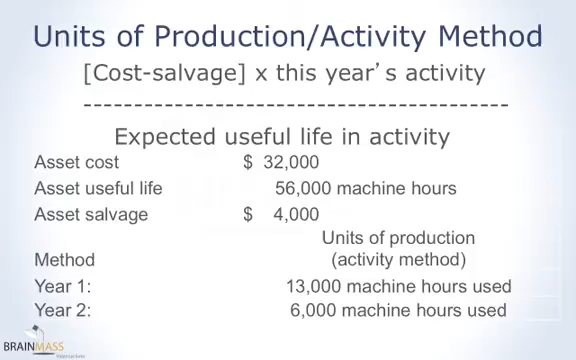 Units of Production/Activity Method
[Cost-salvage] x this year’s activity
------------------------------------------
Expected useful life in activity
Asset cost $ 32,000
Asset useful life 56,000 machine hours
Asset salvage $ 4,000
Units of production
Method (activity method)
Year 1: 13,000 machine hours used
Year 2: 6,000 machine hours used
BRAINMASS